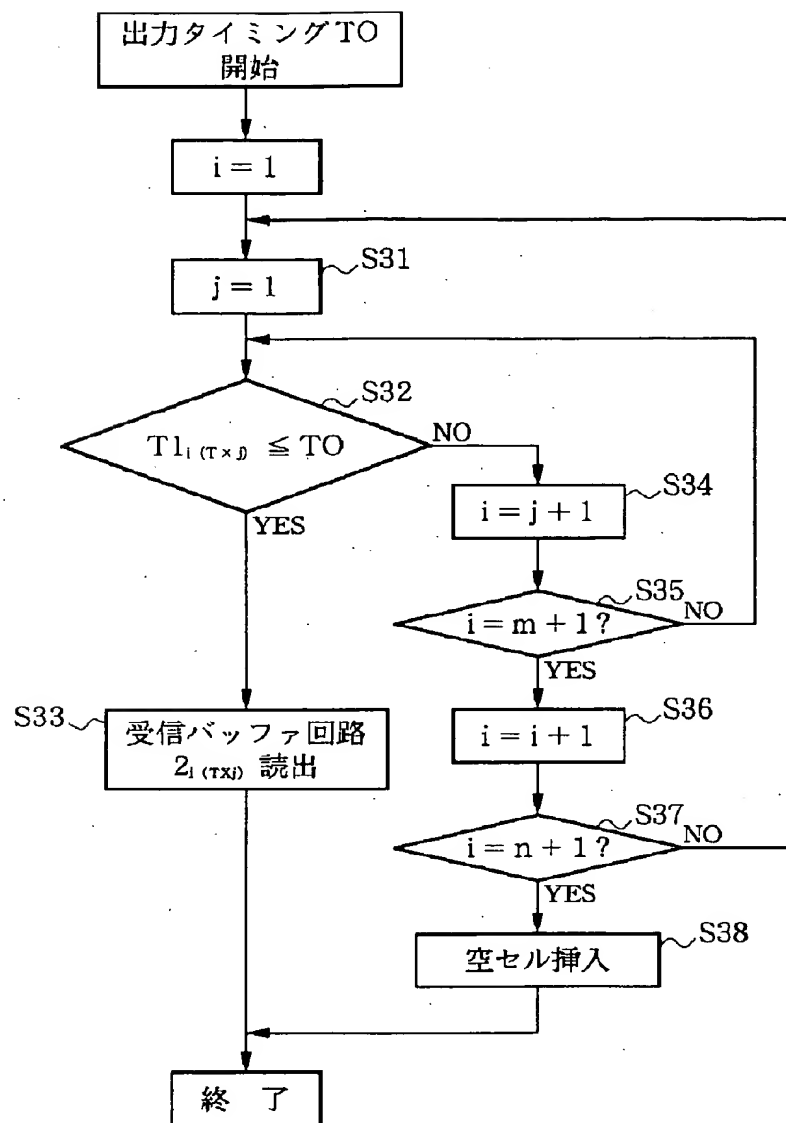 出力タイミングTO
開始
i = 1
S31
j = 1
S32
T1i (T×j) ≦ TO
NO
YES
S34
i = j + 1
S35
i = m + 1 ?
NO
YES
S33
受信バッファ回路
2i (TXj) 読出
S36
i = i + 1
S37
i = n + 1 ?
NO
YES
S38
空セル挿入
終 了